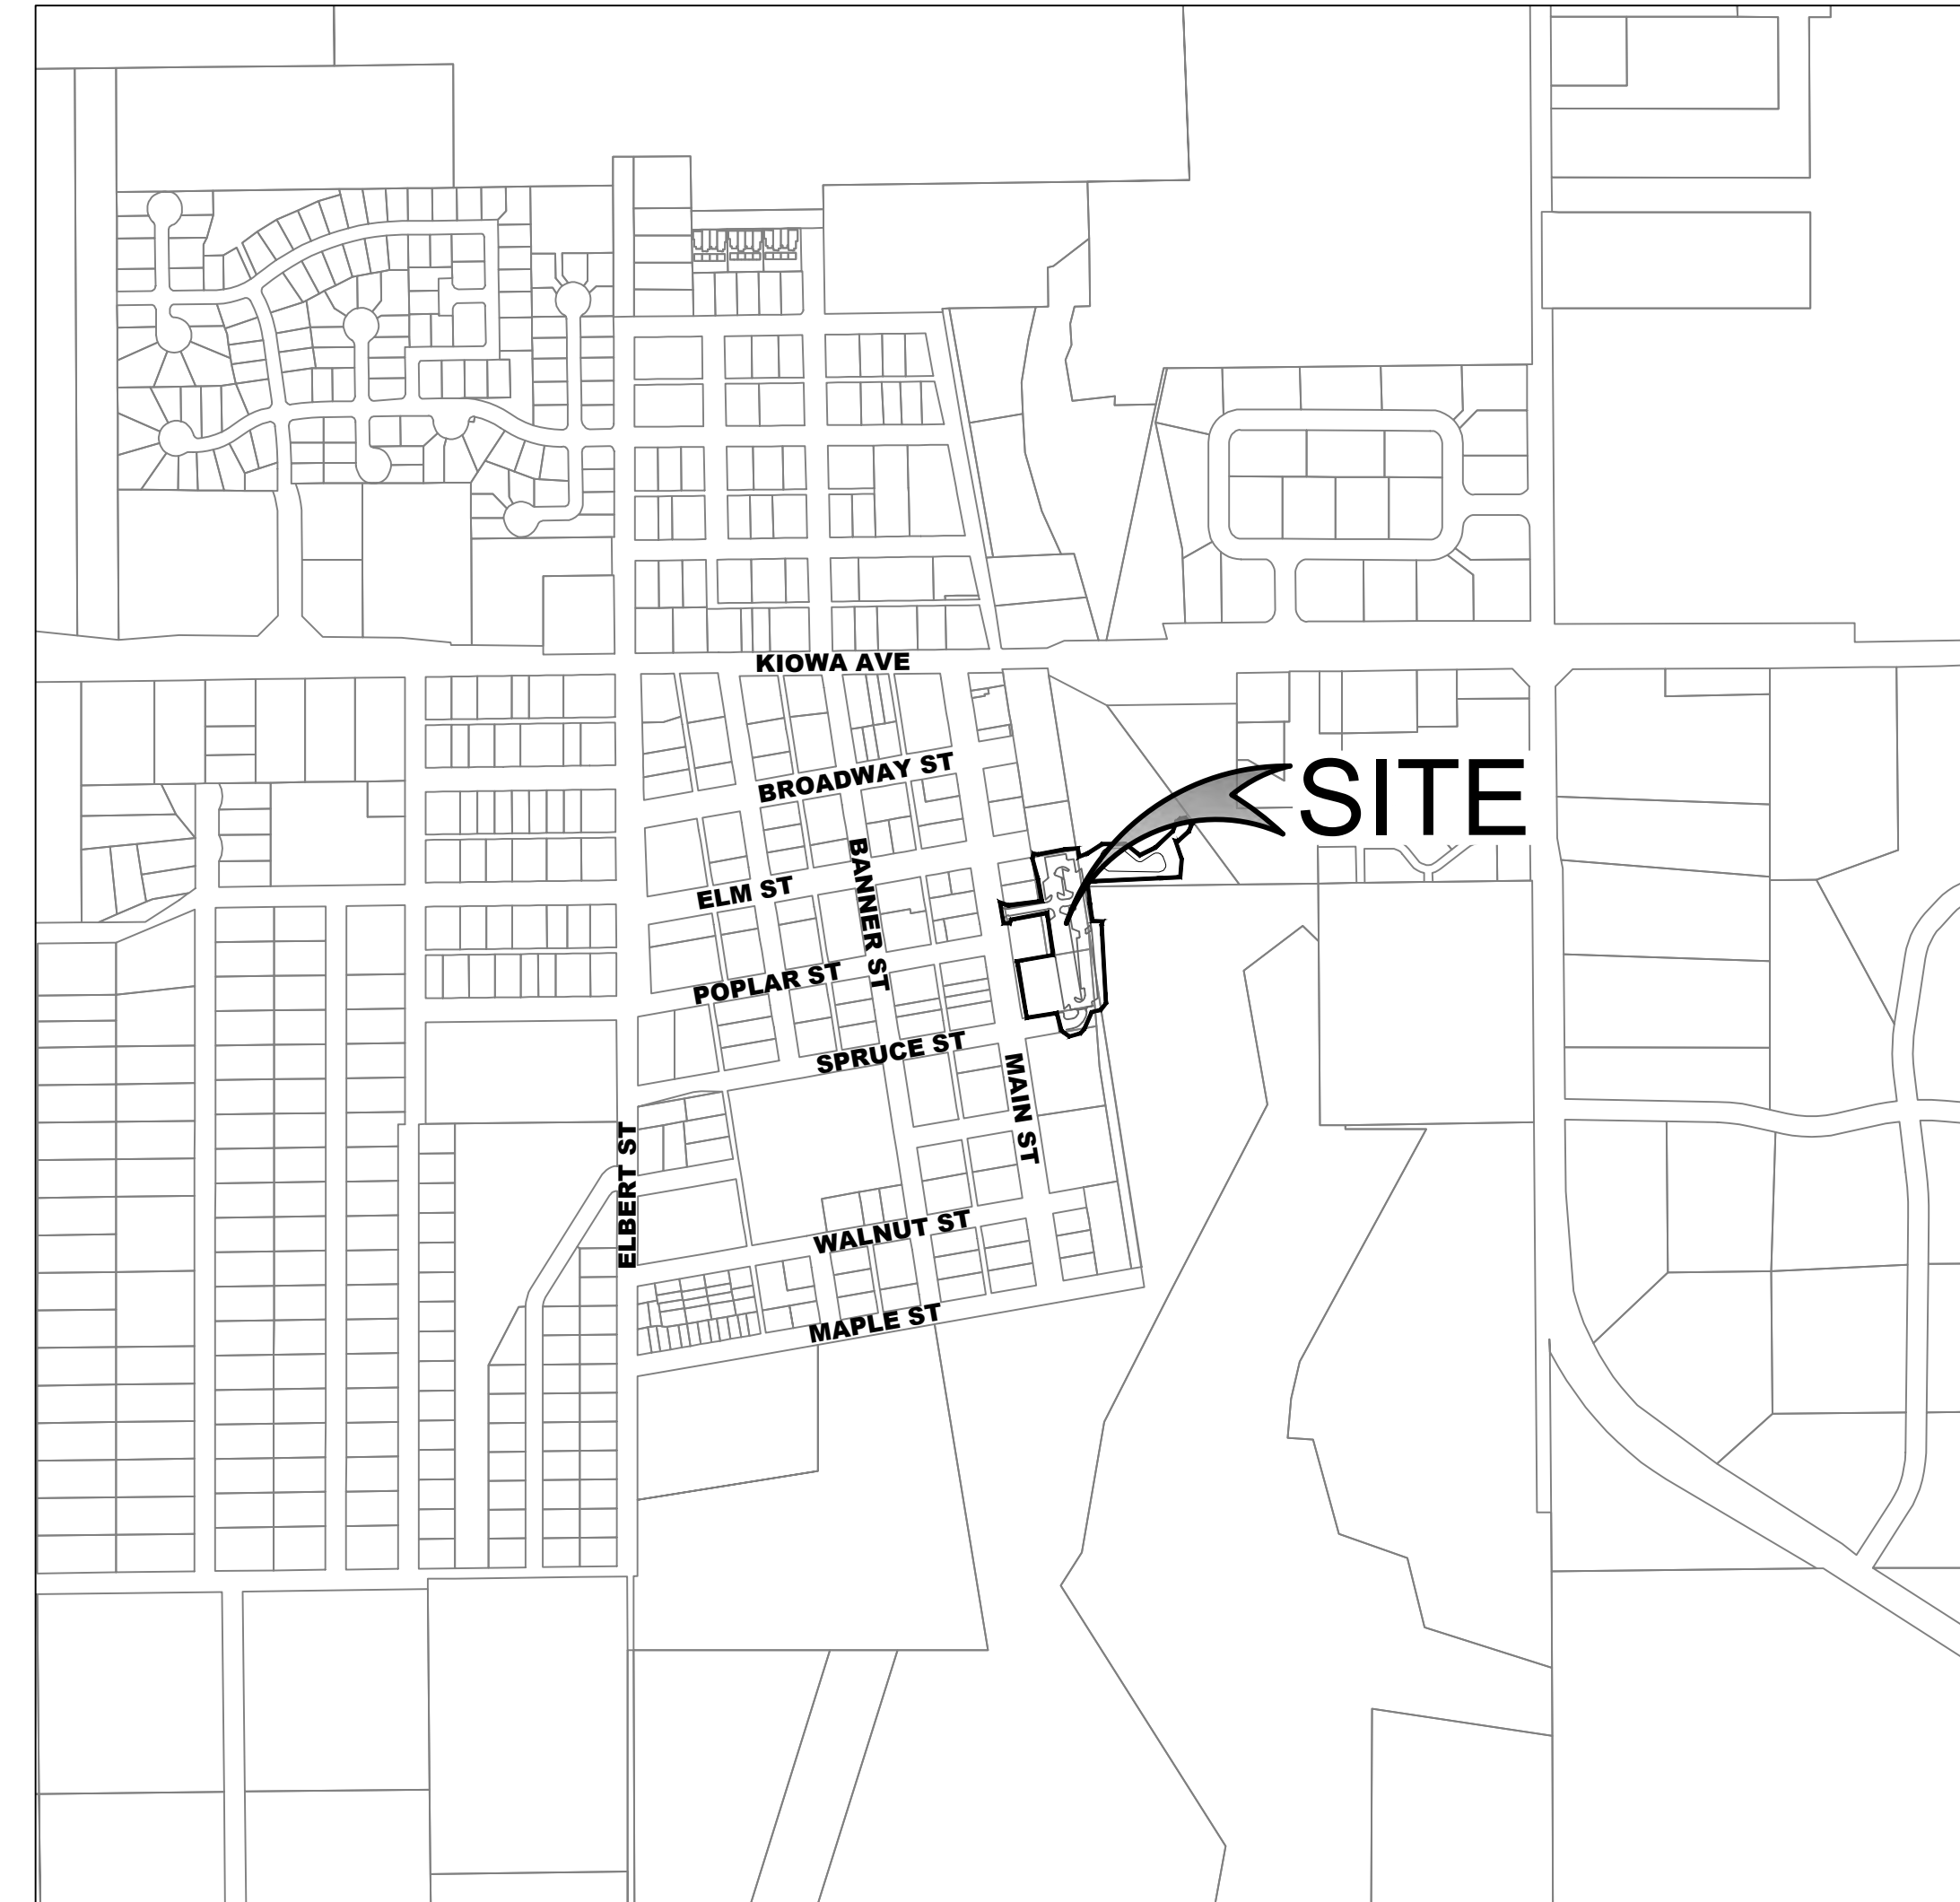 KIOWA AVE
BROADWAY ST
SITE
BANNER ST
ELM ST
POPLAR ST
SPRUCE ST
MAIN ST
ELBERT ST
WALNUT ST
MAPLE ST